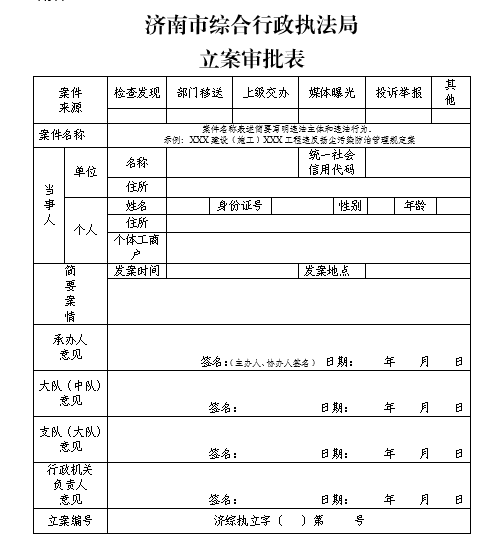 济南市综合行政执法局
立案审批表
案件来源 检查发现 部门移送 上级交办 媒体曝光 投诉举报 其他
案件名称 案件名称表述简要写明违法主体和违法行为.
示例：XXX建设（施工）XXX工程违反扬尘污染防治管理规定案
当事人 单位 名称 统一社会信用代码
住所
个人 姓名 身份证号 性别 年龄
住所
个体工商户
简要案情 发案时间 发案地点
承办人意见
签名：（主办人、协办人签名） 日期： 年 月 日
大队（中队）意见
签名： 日期： 年 月 日
支队（大队）意见
签名： 日期： 年 月 日
行政机关负责人意见
签名： 日期： 年 月 日
立案编号 济综执立字〔 〕第 号